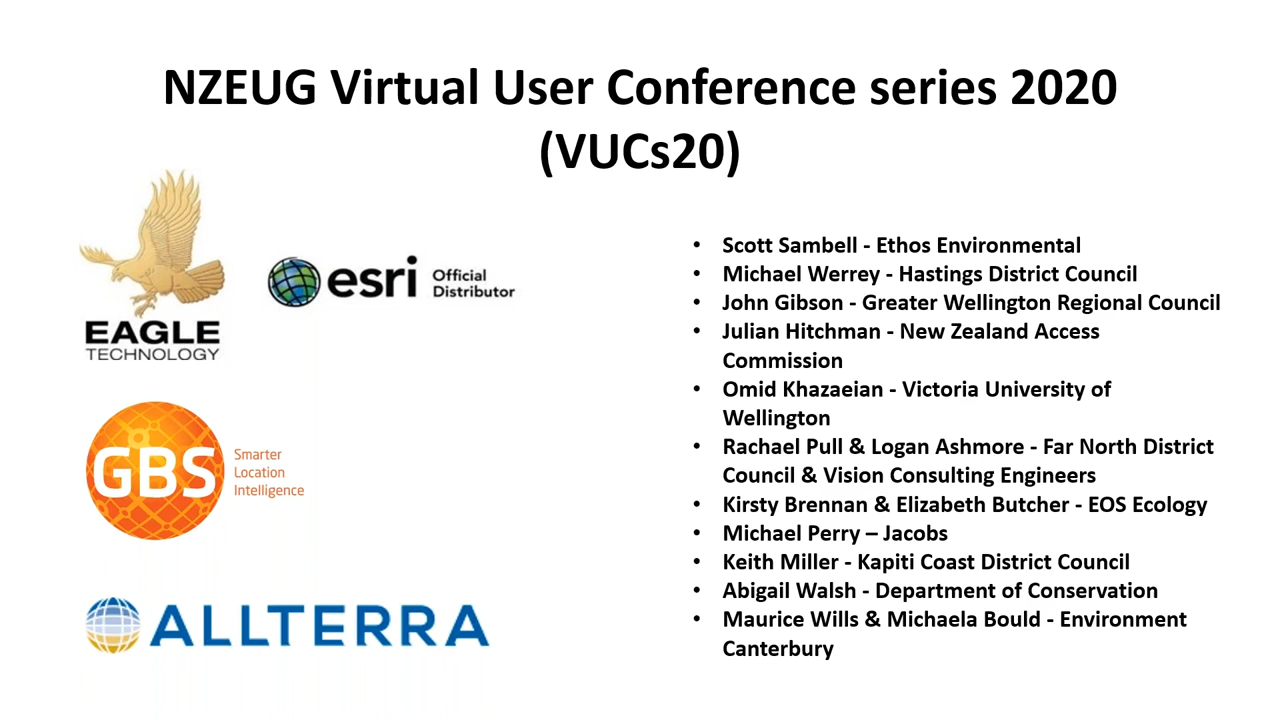 NZEUG Virtual User Conference series 2020
(VUCs20)
EAGLE
TECHNOLOGY
esri Official
Distributor
GBS
Smarter
Location
Intelligence
ALLTERRA
• Scott Sambell - Ethos Environmental
• Michael Werrey - Hastings District Council
• John Gibson - Greater Wellington Regional Council
• Julian Hitchman - New Zealand Access
Commission
• Omid Khazaeian - Victoria University of
Wellington
• Rachael Pull & Logan Ashmore - Far North District
Council & Vision Consulting Engineers
• Kirsty Brennan & Elizabeth Butcher - EOS Ecology
• Michael Perry – Jacobs
• Keith Miller - Kapiti Coast District Council
• Abigail Walsh - Department of Conservation
• Maurice Wills & Michaela Bould - Environment
Canterbury